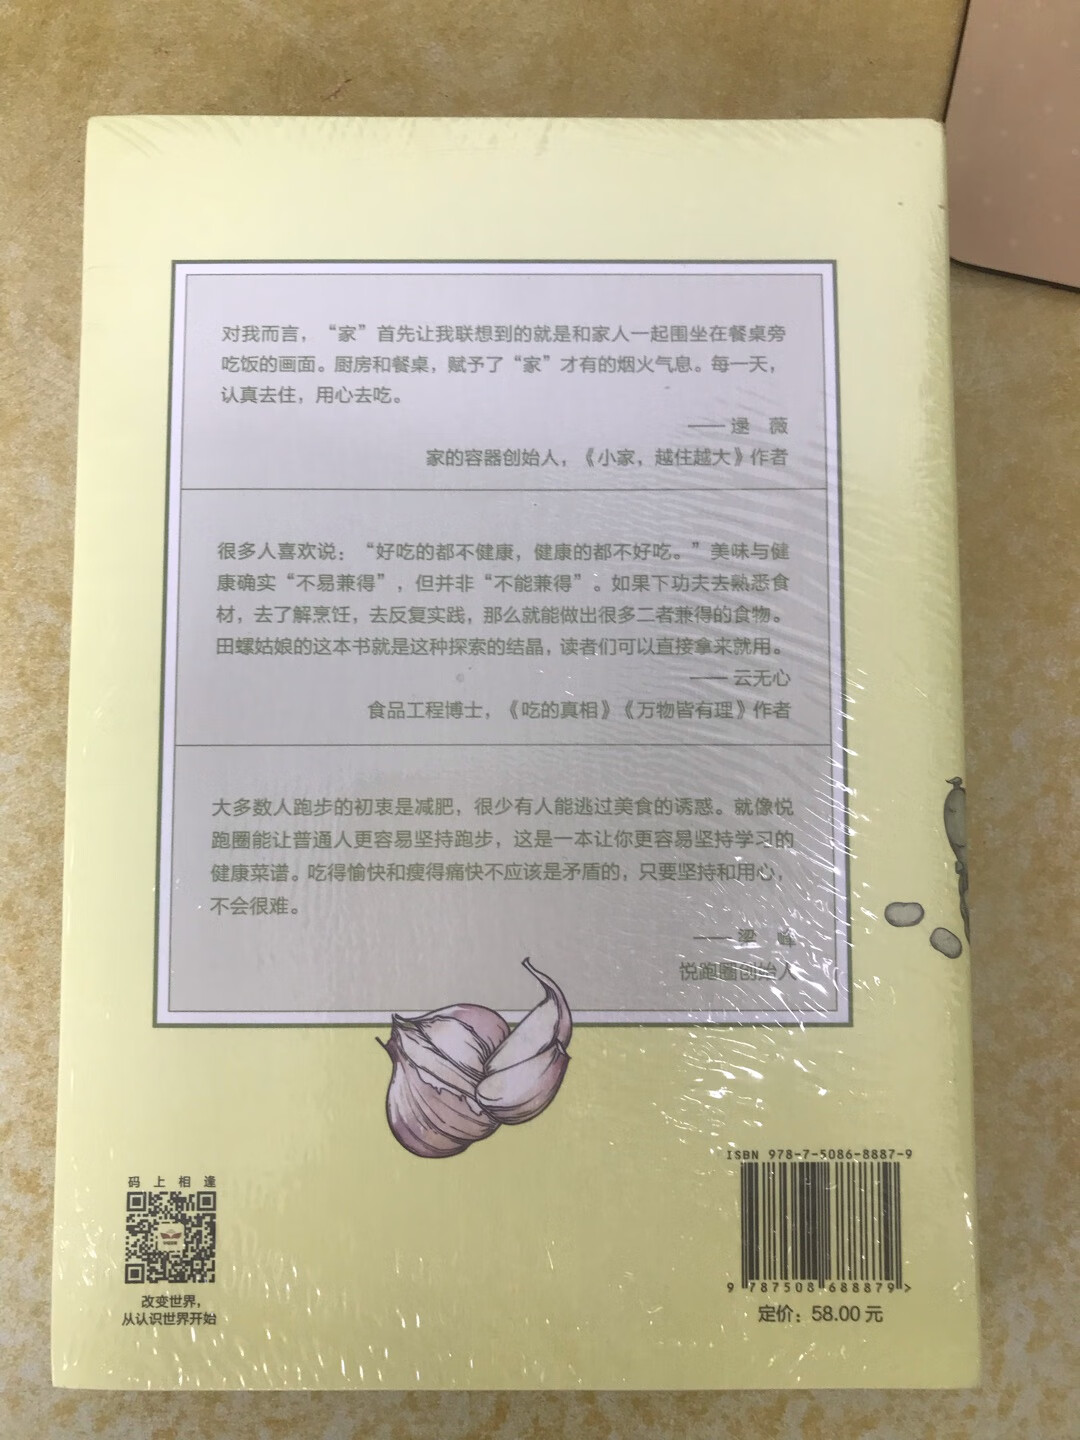 对我而言，“家”首先让我联想到的就是和家人一起围坐在餐桌旁
吃饭的画面。厨房和餐桌，赋予了“家”才有的烟火气息。每一天，
认真去住，用心去吃。
—— 逯 薇
家的容器创始人，《小家，越住越大》作者
很多人喜欢说：“好吃的都不健康，健康的都不好吃。”美味与健
康确实“不易兼得”，但并非“不能兼得”。如果下功夫去熟悉食
材，去了解烹饪，去反复实践，那么就能做出很多二者兼得的食物。
田螺姑娘的这本书就是这种探索的结晶，读者们可以直接拿来就用。
—— 云无心
食品工程博士，《吃的真相》《万物皆有理》作者
大多数人跑步的初衷是减肥，很少有人能逃过美食的诱惑。就像悦
跑圈能让普通人更容易坚持跑步，这是一本让你更容易坚持学习的
健康菜谱。吃得愉快和瘦得痛快不应该是矛盾的，只要坚持和用心，
不会很难。
—— 梁 峰
悦跑圈创始人
码上相逢
改变世界，
从认识世界开始
ISBN 978-7-5086-8887-9
9 787508 688879 >
定价：58.00 元